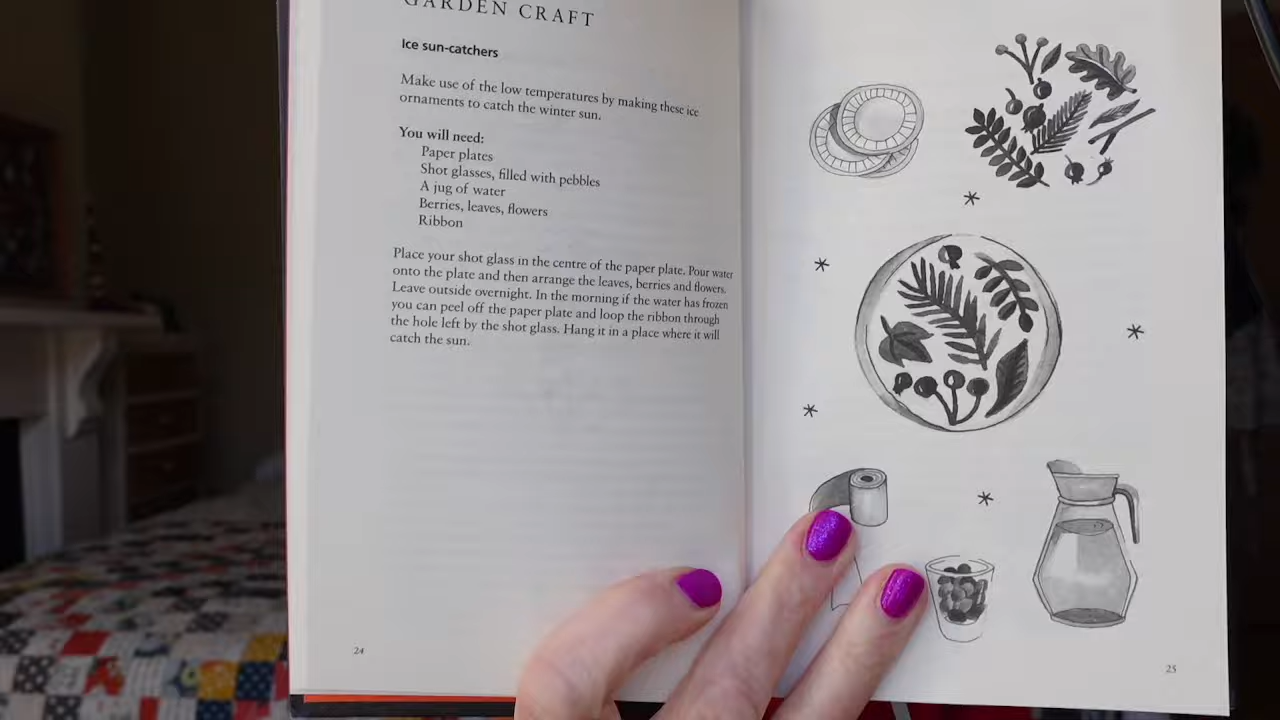 GARDEN CRAFT
Ice sun-catchers
Make use of the low temperatures by making these ice
ornaments to catch the winter sun.
You will need:
Paper plates
Shot glasses, filled with pebbles
A jug of water
Berries, leaves, flowers
Ribbon
Place your shot glass in the centre of the paper plate. Pour water
onto the plate and then arrange the leaves, berries and flowers.
Leave outside overnight. In the morning if the water has frozen
you can peel off the paper plate and loop the ribbon through
the hole left by the shot glass. Hang it in a place where it will
catch the sun.
24
25